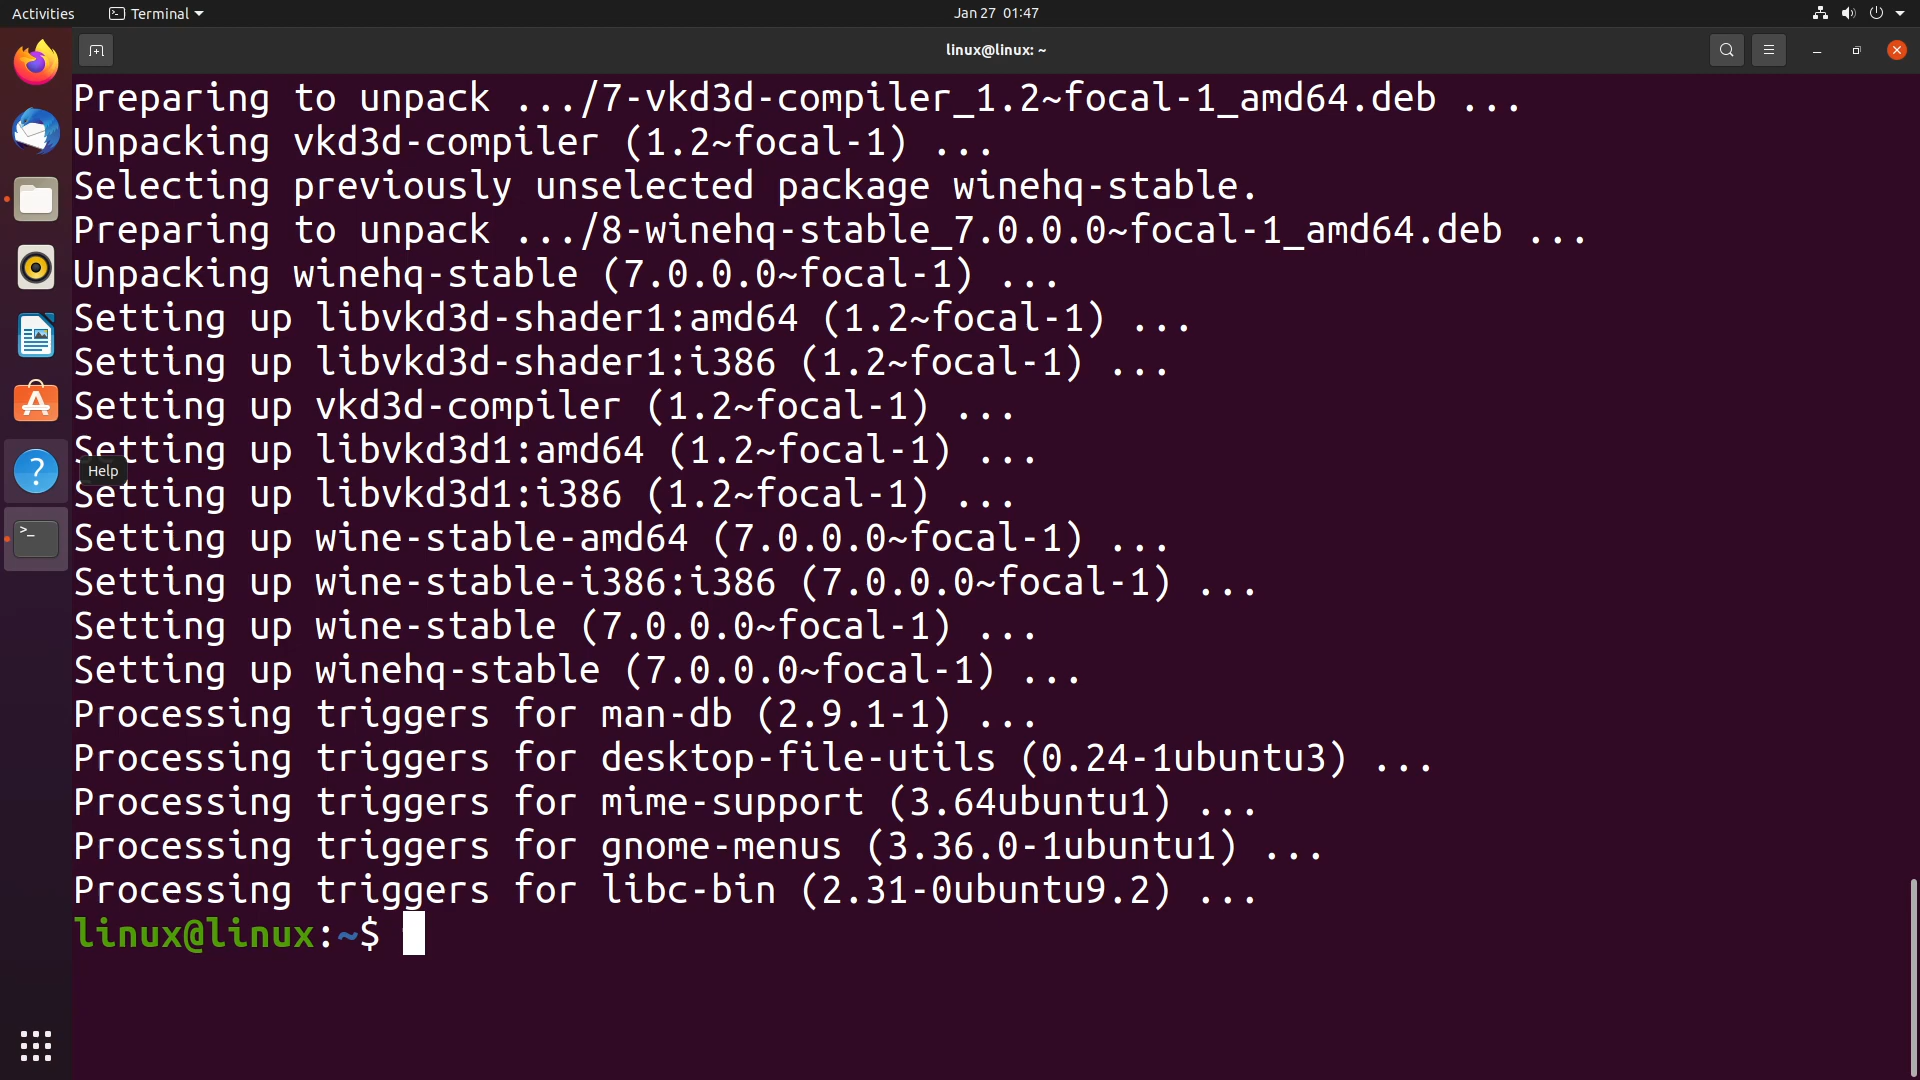 Activities
Terminal
Jan 27 01:47
linux@linux: ~
Preparing to unpack .../7-vkd3d-compiler_1.2~focal-1_amd64.deb ...
Unpacking vkd3d-compiler (1.2~focal-1) ...
Selecting previously unselected package winehq-stable.
Preparing to unpack .../8-winehq-stable_7.0.0.0~focal-1_amd64.deb ...
Unpacking winehq-stable (7.0.0.0~focal-1) ...
Setting up libvkd3d-shader1:amd64 (1.2~focal-1) ...
Setting up libvkd3d-shader1:i386 (1.2~focal-1) ...
Setting up vkd3d-compiler (1.2~focal-1) ...
Setting up libvkd3d1:amd64 (1.2~focal-1) ...
Help
Setting up libvkd3d1:i386 (1.2~focal-1) ...
Setting up wine-stable-amd64 (7.0.0.0~focal-1) ...
Setting up wine-stable-i386:i386 (7.0.0.0~focal-1) ...
Setting up wine-stable (7.0.0.0~focal-1) ...
Setting up winehq-stable (7.0.0.0~focal-1) ...
Processing triggers for man-db (2.9.1-1) ...
Processing triggers for desktop-file-utils (0.24-1ubuntu3) ...
Processing triggers for mime-support (3.64ubuntu1) ...
Processing triggers for gnome-menus (3.36.0-1ubuntu1) ...
Processing triggers for libc-bin (2.31-0ubuntu9.2) ...
linux@linux:~$